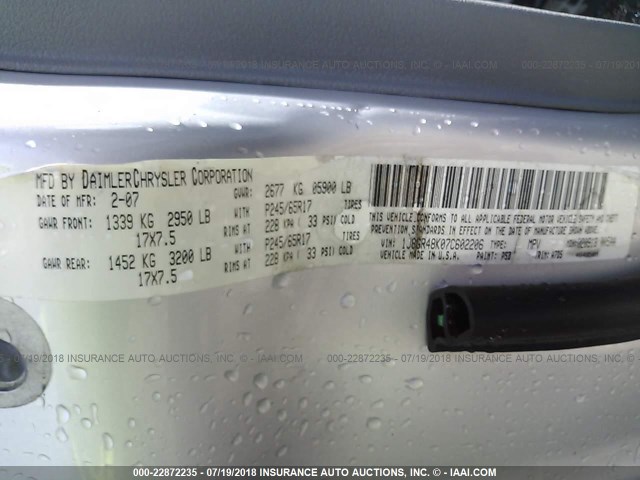 MFD BY DAIMLERCHRYSLER CORPORATION
DATE OF MFR: 2-07 GVWR: 2677 KG 05900 LB
GAWR FRONT: 1339 KG 2950 LB WITH P245/65R17 TIRES
17X7.5 RIMS AT 228 KPA ( 33 PSI) COLD
GAWR REAR: 1452 KG 3200 LB WITH P245/65R17 TIRES
17X7.5 RIMS AT 228 KPA ( 33 PSI) COLD
THIS VEHICLE CONFORMS TO ALL APPLICABLE FEDERAL MOTOR VEHICLE SAFETY AND THEFT
PREVENTION STANDARDS IN EFFECT ON THE DATE OF MANUFACTURE SHOWN ABOVE.
VIN: TYPE: MPV
VEHICLE MADE IN U.S.A. PAINT: PS2 TRIM:
000-22872235 - 07/19/2018 INSURANCE AUTO AUCTIONS, INC. - © IAAI.COM